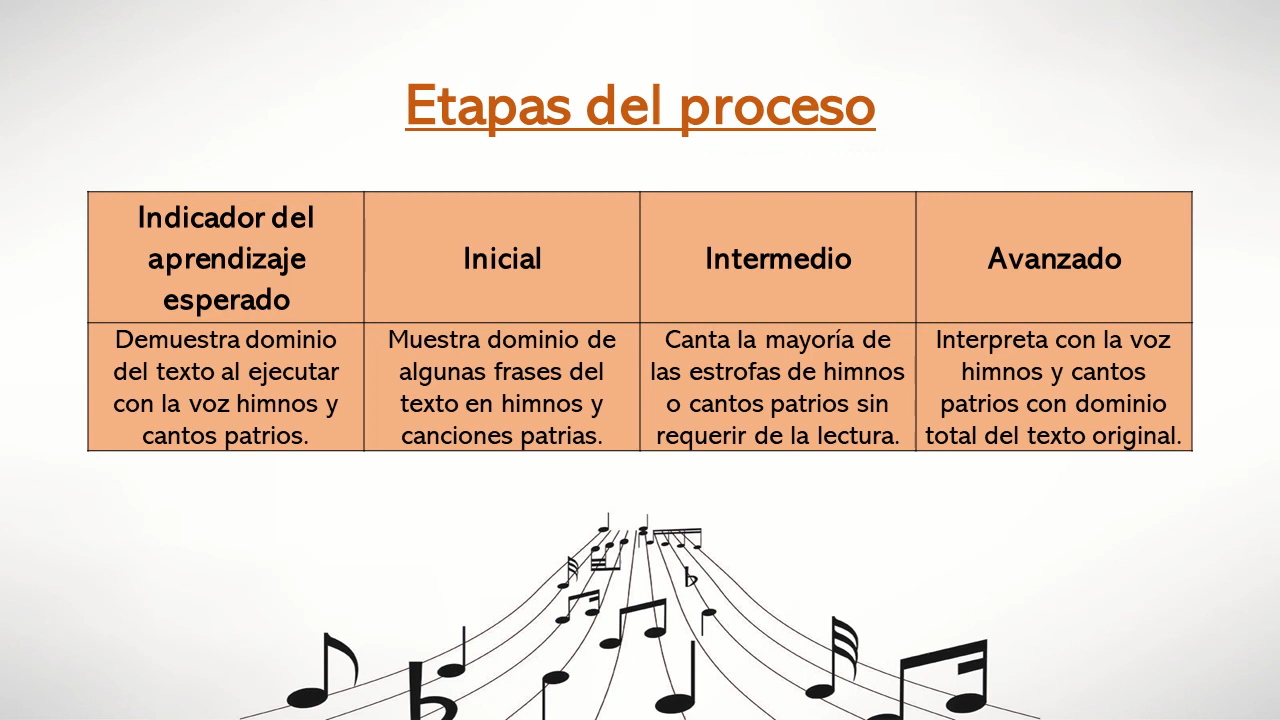 Etapas del proceso
Indicador del
aprendizaje
esperado
Inicial
Intermedio
Avanzado
Demuestra dominio
del texto al ejecutar
con la voz himnos y
cantos patrios.
Muestra dominio de
algunas frases del
texto en himnos y
canciones patrias.
Canta la mayoría de
las estrofas de himnos
o cantos patrios sin
requerir de la lectura.
Interpreta con la voz
himnos y cantos
patrios con dominio
total del texto original.